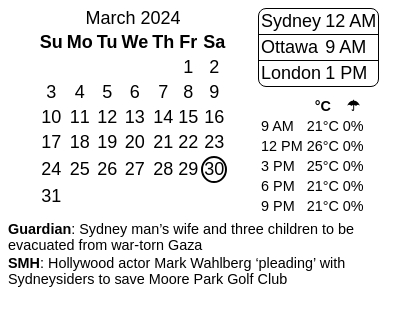 March 2024
Su Mo Tu We Th Fr Sa
1 2
3 4 5 6 7 8 9
10 11 12 13 14 15 16
17 18 19 20 21 22 23
24 25 26 27 28 29 30
31
Sydney 12 AM
Ottawa 9 AM
London 1 PM
°C ☂
9 AM 21°C 0%
12 PM 26°C 0%
3 PM 25°C 0%
6 PM 21°C 0%
9 PM 21°C 0%
Guardian: Sydney man's wife and three children to be
evacuated from war-torn Gaza
SMH: Hollywood actor Mark Wahlberg ‘pleading’ with
Sydneysiders to save Moore Park Golf Club